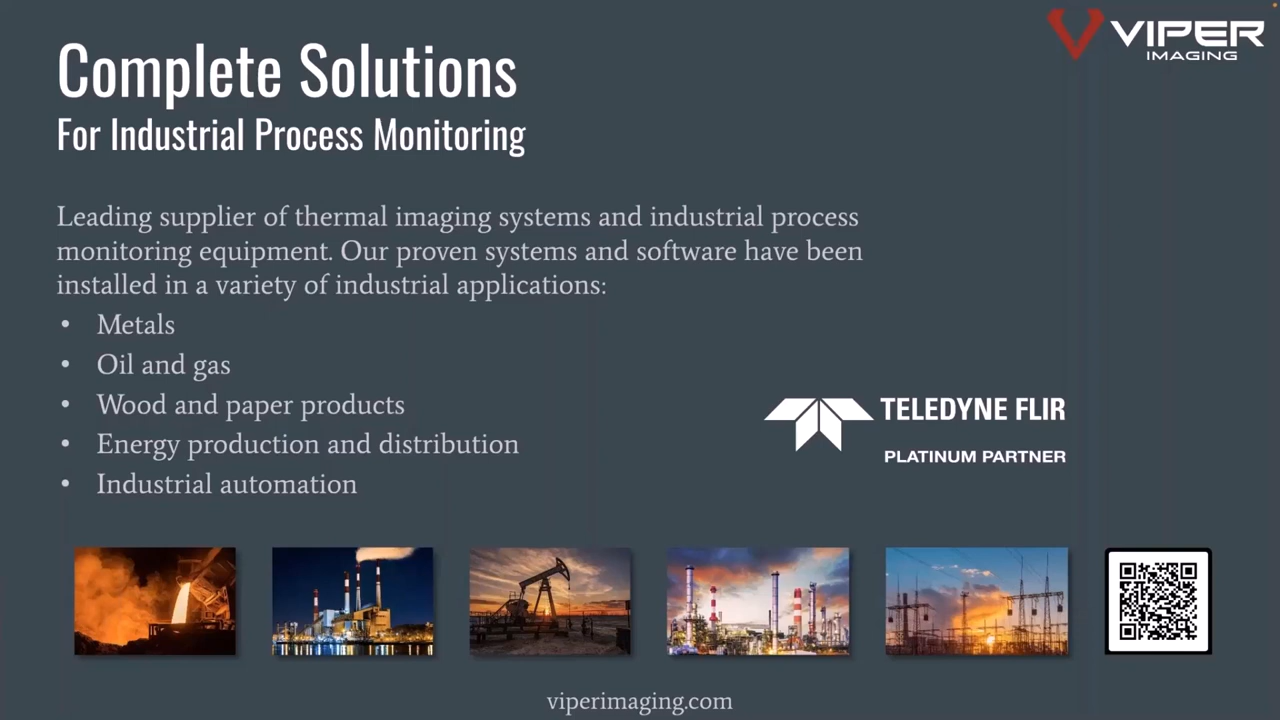 VIPER
IMAGING
Complete Solutions
For Industrial Process Monitoring
Leading supplier of thermal imaging systems and industrial process
monitoring equipment. Our proven systems and software have been
installed in a variety of industrial applications:
• Metals
• Oil and gas
• Wood and paper products
• Energy production and distribution
• Industrial automation
TELEDYNE FLIR
PLATINUM PARTNER
viperimaging.com